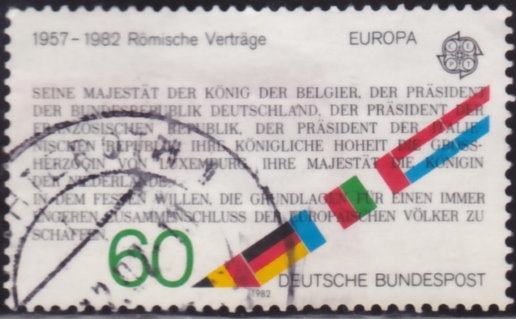 1957–1982 Römische Verträge
EUROPA
CEPT
SEINE MAJESTÄT DER KÖNIG DER BELGIER, DER PRÄSIDENT
DER BUNDESREPUBLIK DEUTSCHLAND, DER PRÄSIDENT DER
FRANZÖSISCHEN REPUBLIK, DER PRÄSIDENT DER ITALIE-
NISCHEN REPUBLIK, IHRE KÖNIGLICHE HOHEIT DIE GROSS-
HERZOGIN VON LUXEMBURG, IHRE MAJESTÄT DIE KÖNIGIN
DER NIEDERLANDE,
IN DEM FESTEN WILLEN, DIE GRUNDLAGEN FÜR EINEN IMMER
ENGEREN ZUSAMMENSCHLUSS DER EUROPÄISCHEN VÖLKER ZU
SCHAFFEN,
60
1982
DEUTSCHE BUNDESPOST